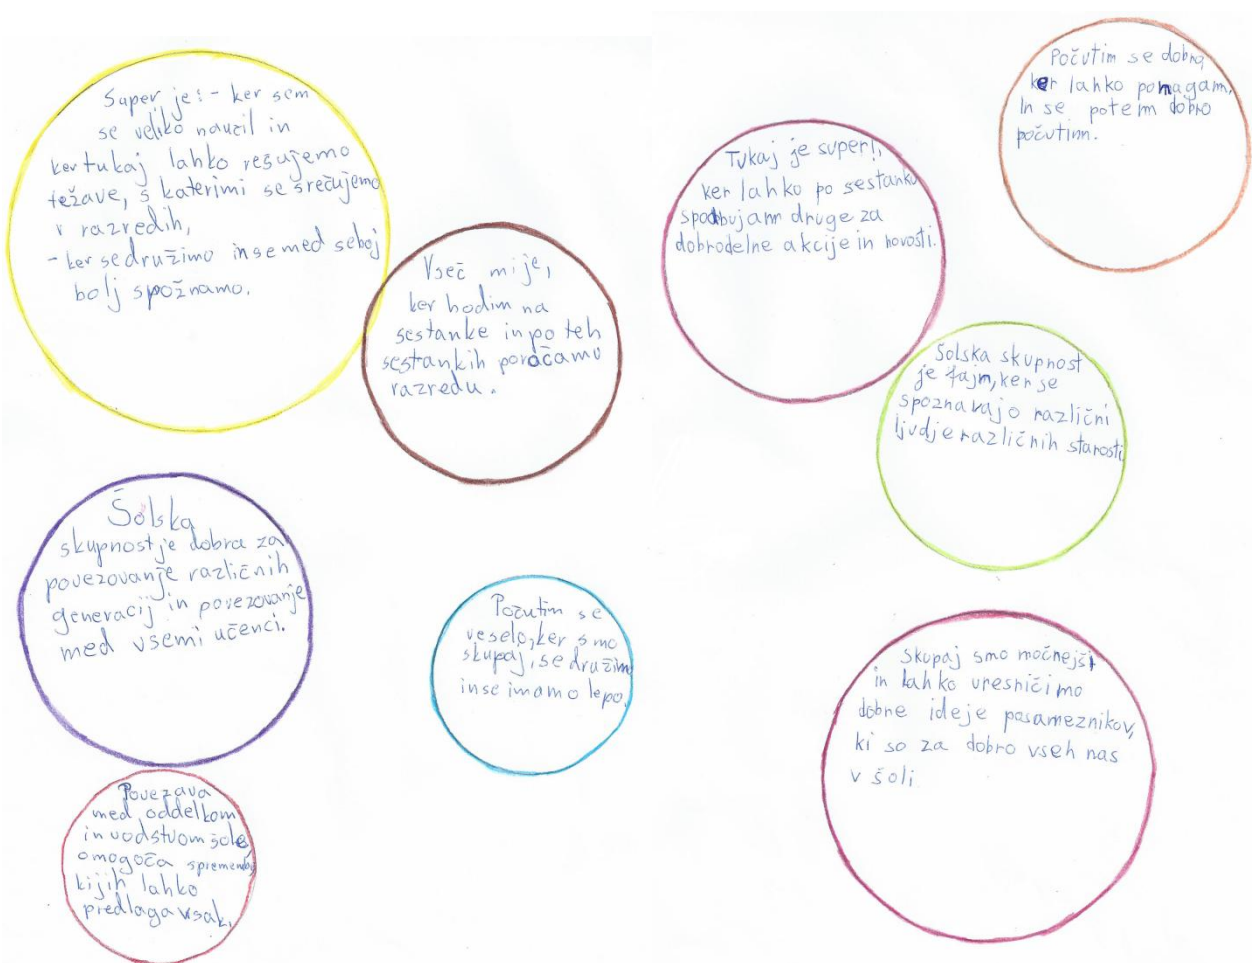 Super je: - ker sem
se veliko naučil in
ker tukaj lahko rešujemo
težave, s katerimi se srečujemo
v razredih,
- ker se družimo in se med seboj
bolj spoznamo.
Všeč mi je,
ker hodim na
sestanke in po teh
sestankih poročamo
razredu.
Šolska
skupnost je dobra za
povezovanje različnih
generacij in povezovanje
med vsemi učenci.
Počutim se
veselo, ker smo
skupaj, se družim
in se imamo lepo.
Povezava
med oddelkom
in vodstvom šole
omogoča
ki jih lahko
predlaga vsak.
Počutim se dobro,
ker lahko pomagam,
In se potem dobro
počutim.
Tukaj je super!,
ker lahko po sestanku
spodbujam druge za
dobrodelne akcije in novosti.
Šolska skupnost
je fajn, ker se
spoznavajo različni
ljudje različnih starosti.
Skupaj smo močnejši
in lahko uresničimo
dobre ideje posameznikov,
ki so za dobro vseh nas
v šoli.